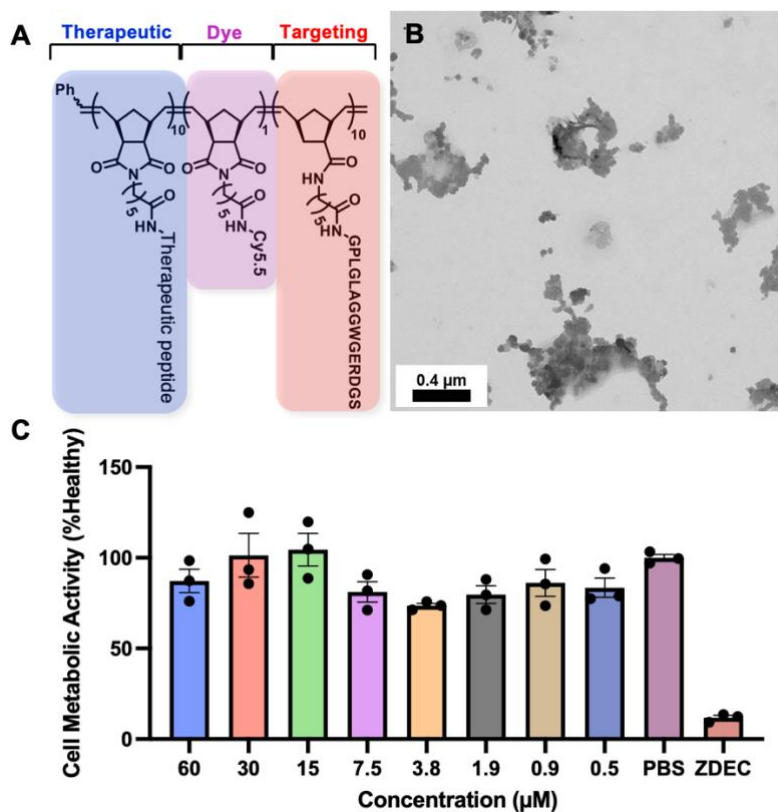 A
Therapeutic
Dye
Targeting
Ph
10
1
10
O
N
O
O
N
O
O
HN
5
O
5
O
5
O
HN
HN
HN
Therapeutic peptide
Cy5.5
GPLGLAGGWGERDGS
B
0.4 µm
C
Cell Metabolic Activity (%Healthy)
150
100
50
0
60 30 15 7.5 3.8 1.9 0.9 0.5 PBS ZDEC
Concentration (µM)